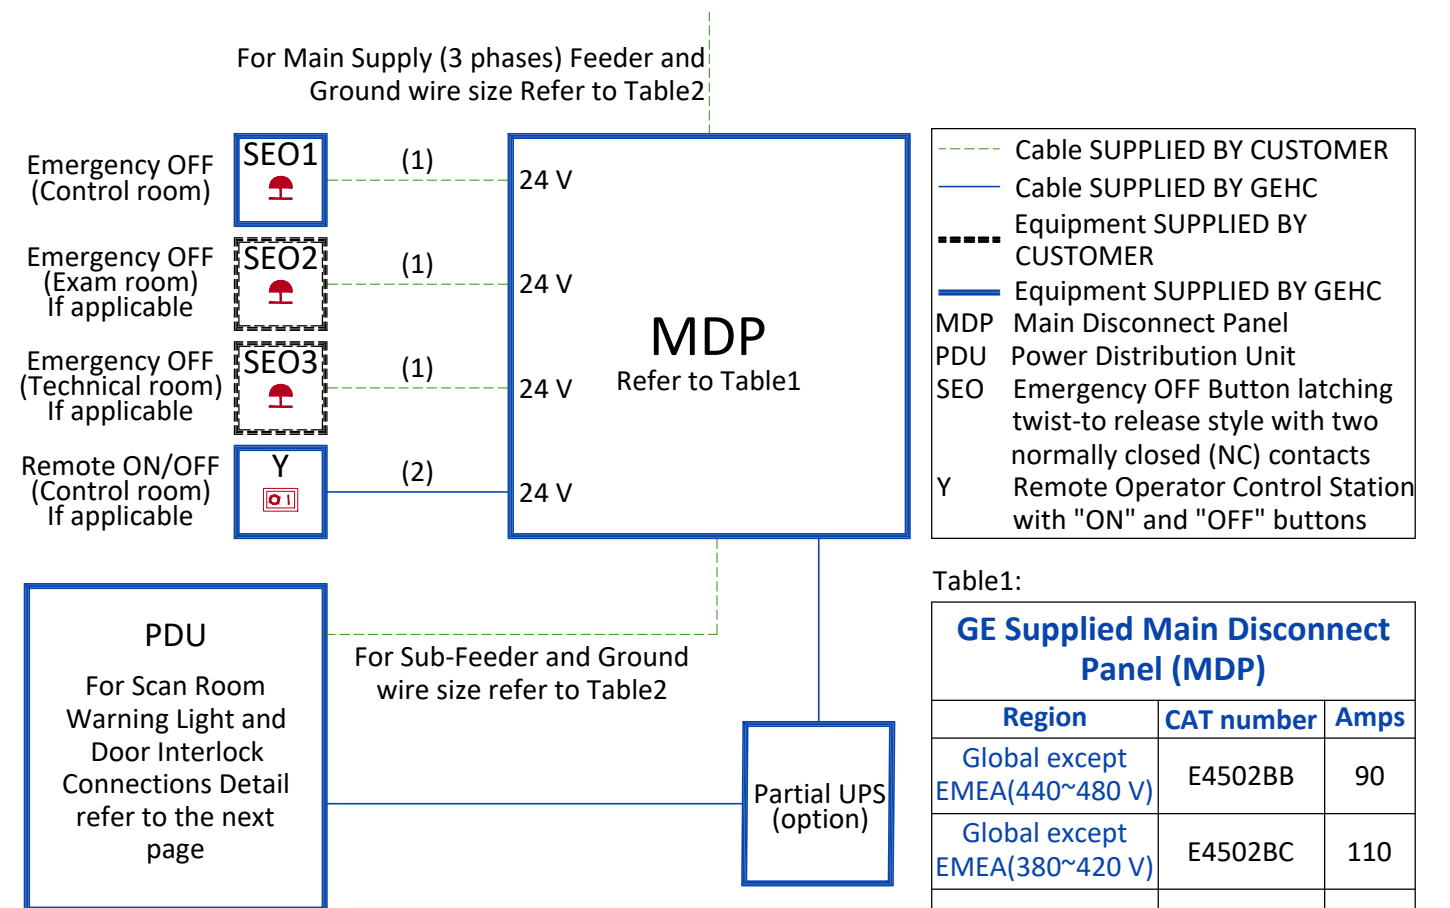 For Main Supply (3 phases) Feeder and
Ground wire size Refer to Table2
Emergency OFF
(Control room)
SEO1
(1)
24 V
Emergency OFF
(Exam room)
If applicable
SEO2
(1)
24 V
Emergency OFF
(Technical room)
If applicable
SEO3
(1)
24 V
Remote ON/OFF
(Control room)
If applicable
Y
(2)
24 V
MDP
Refer to Table1
PDU
For Scan Room
Warning Light and
Door Interlock
Connections Detail
refer to the next
page
For Sub-Feeder and Ground
wire size refer to Table2
Partial UPS
(option)
Cable SUPPLIED BY CUSTOMER
Cable SUPPLIED BY GEHC
Equipment SUPPLIED BY
CUSTOMER
Equipment SUPPLIED BY GEHC
MDP Main Disconnect Panel
PDU Power Distribution Unit
SEO Emergency OFF Button latching
twist-to release style with two
normally closed (NC) contacts
Y Remote Operator Control Station
with "ON" and "OFF" buttons
Table1:
GE Supplied Main Disconnect
Panel (MDP)
Region CAT number Amps
Global except
EMEA(440~480 V) E4502BB 90
Global except
EMEA(380~420 V) E4502BC 110